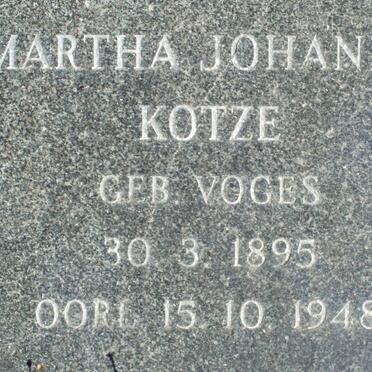 MARTHA JOHAN
KOTZE
GEB. VOGES
30. 3. 1895
OORL. 15. 10. 1948